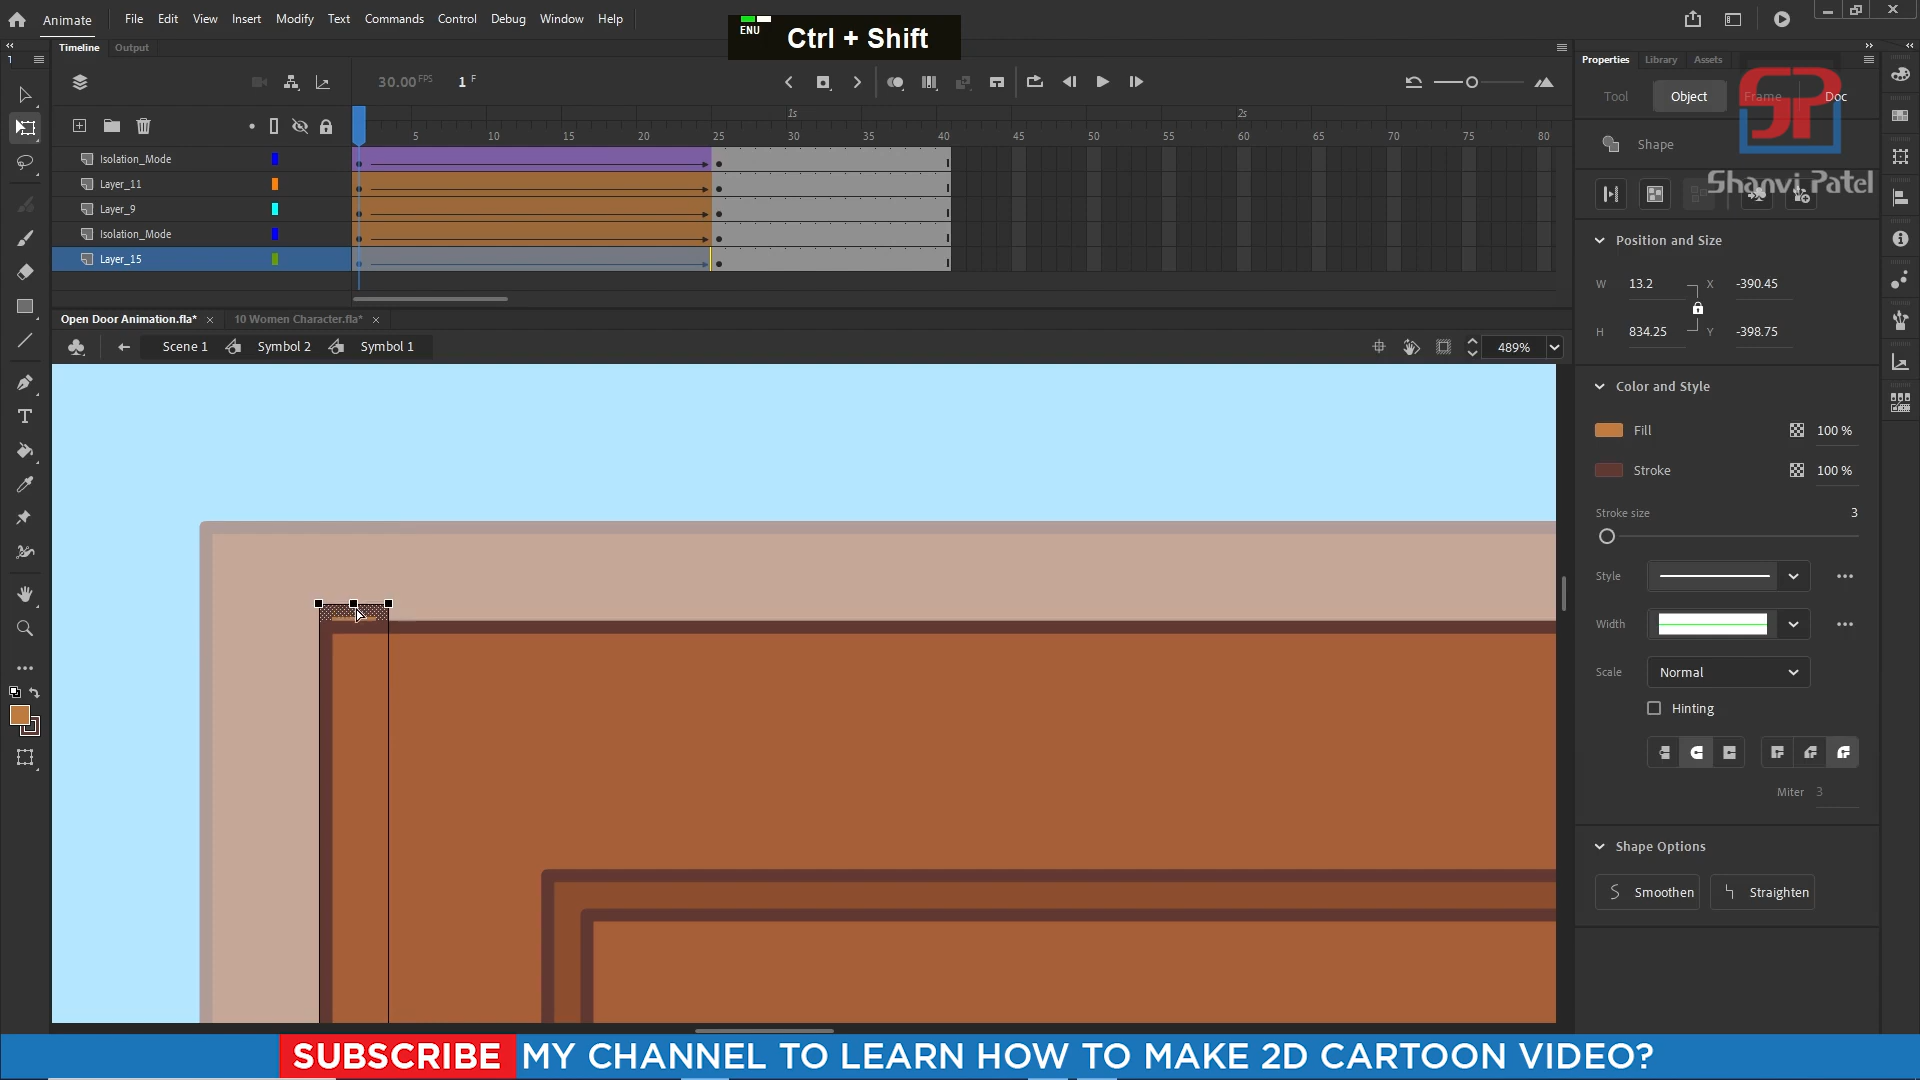 Animate File Edit View Insert Modify Text Commands Control Debug Window Help
ENU Ctrl + Shift
Timeline Output
30.00 FPS 1 F
1s 2s
5 10 15 20 25 30 35 40 45 50 55 60 65 70 75 80
Isolation_Mode
Layer_11
Layer_9
Isolation_Mode
Layer_15
Open Door Animation.fla* × 10 Women Character.fla* ×
Scene 1 Symbol 2 Symbol 1 489%
Properties Library Assets
Tool Object Frame Doc
Shape
SP
Shanvi Patel
Position and Size
W 13.2 X -390.45
H 834.25 Y -398.75
Color and Style
Fill 100 %
Stroke 100 %
Stroke size 3
Style
Width
Scale Normal
Hinting
Miter 3
Shape Options
Smoothen Straighten
SUBSCRIBE MY CHANNEL TO LEARN HOW TO MAKE 2D CARTOON VIDEO?